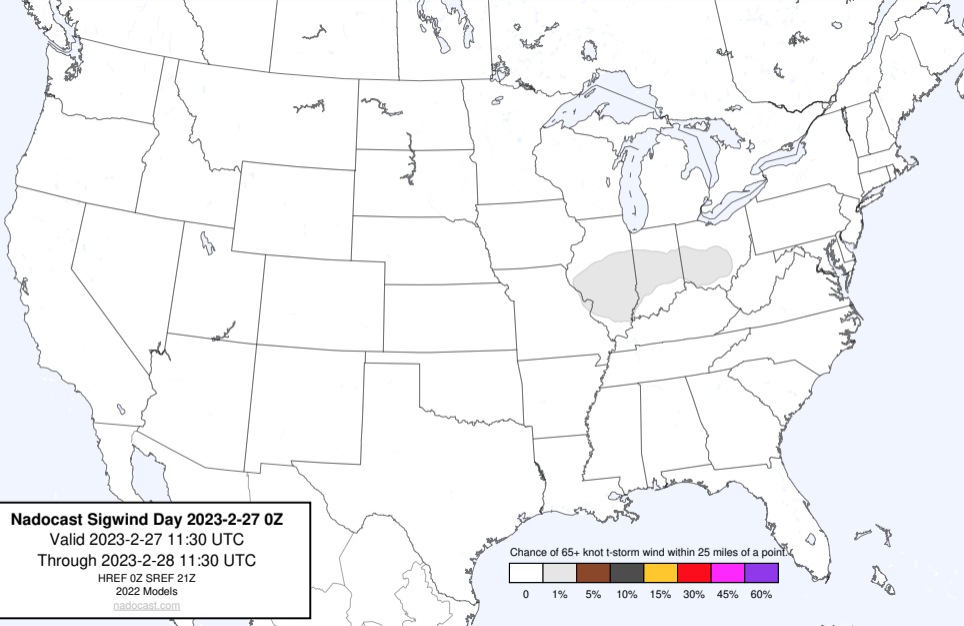 Nadocast Sigwind Day 2023-2-27 0Z
Valid 2023-2-27 11:30 UTC
Through 2023-2-28 11:30 UTC
HREF 0Z SREF 21Z
2022 Models
nadocast.com
Chance of 65+ knot t-storm wind within 25 miles of a point.
0 1% 5% 10% 15% 30% 45% 60%